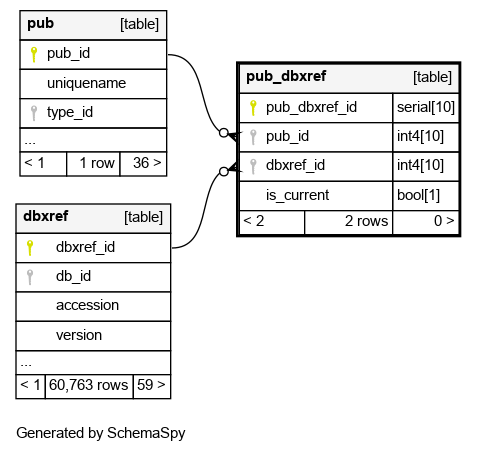 pub [table]
pub_id
uniquename
type_id
...
< 1 1 row 36 >
pub_dbxref [table]
pub_dbxref_id serial[10]
pub_id int4[10]
dbxref_id int4[10]
is_current bool[1]
< 2 2 rows 0 >
dbxref [table]
dbxref_id
db_id
accession
version
...
< 1 60,763 rows 59 >
Generated by SchemaSpy